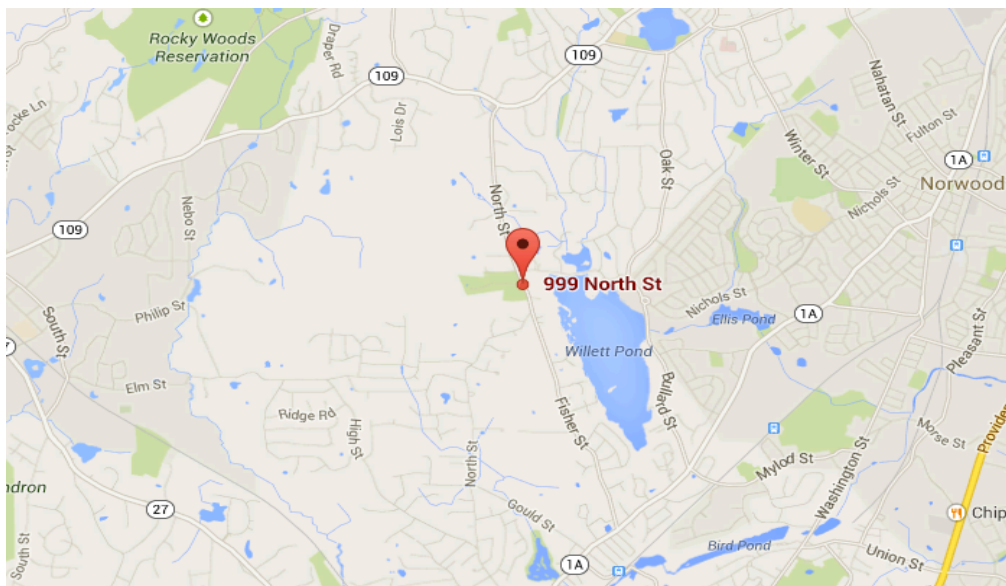 Rocky Woods
Reservation
Draper Rd
109
109
Lois Dr
Nahatan St
Fulton St
Winter St
Oak St
1A
Norwood
Nichols St
North St
Nebo St
109
999 North St
Philip St
South St
Nichols St
Ellis Pond
1A
Pleasant St
Willett Pond
Elm St
Bullard St
Ridge Rd
High St
Fisher St
North St
Morse St
Mylod St
Washington St
27
Gould St
Chip
South St
1A
Bird Pond
Union St